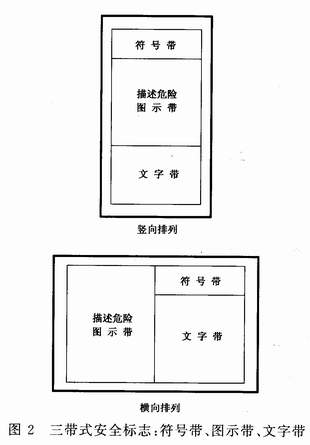 符号带
描述危险
图示带
文字带
竖向排列
描述危险
图示带
符号带
文字带
横向排列
图 2 三带式安全标志:符号带、图示带、文字带